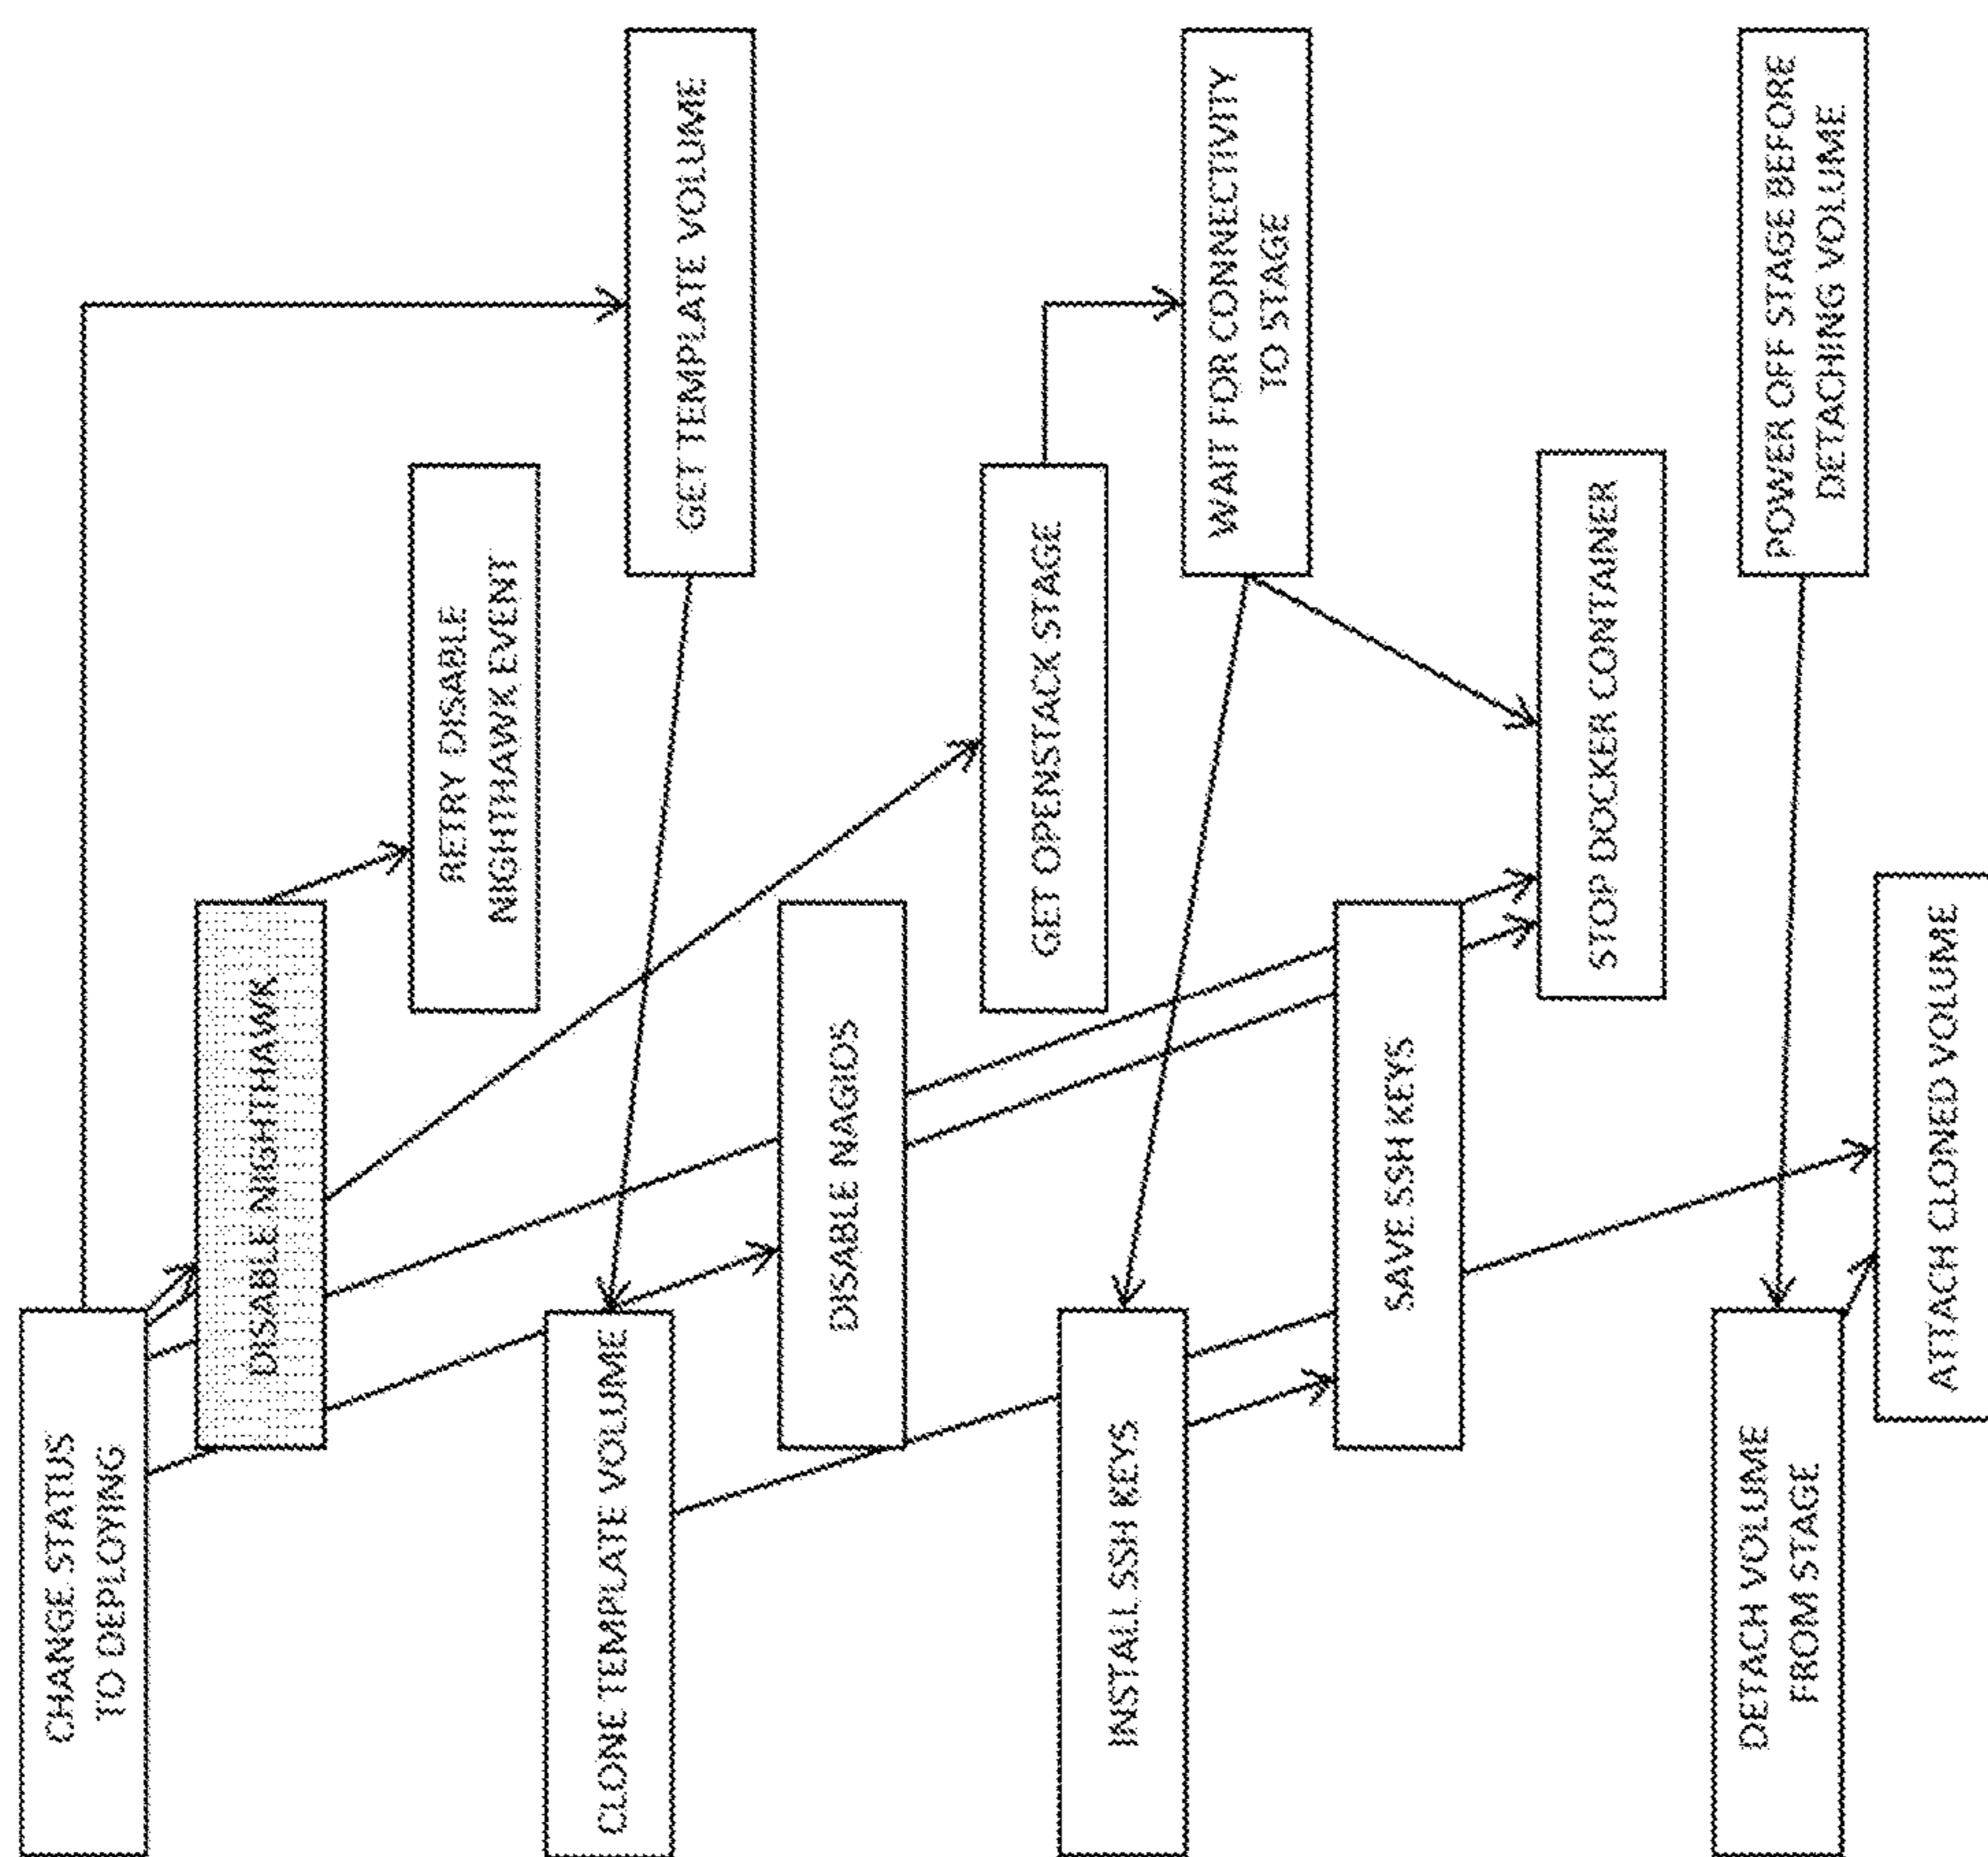 CHANGE STATUS
TO DEPLOYING
DISABLE NIGHTHAWK
RETRY DISABLE
NIGHTHAWK EVENT
GET TEMPLATE VOLUME
CLONE TEMPLATE VOLUME
DISABLE NAGIOS
GET OPENSTACK STAGE
WAIT FOR CONNECTIVITY
TO STAGE
INSTALL SSH KEYS
SAVE SSH KEYS
STOP DOCKER CONTAINER
POWER OFF STAGE BEFORE
DETACHING VOLUME
DETACH VOLUME
FROM STAGE
ATTACH CLONED VOLUME